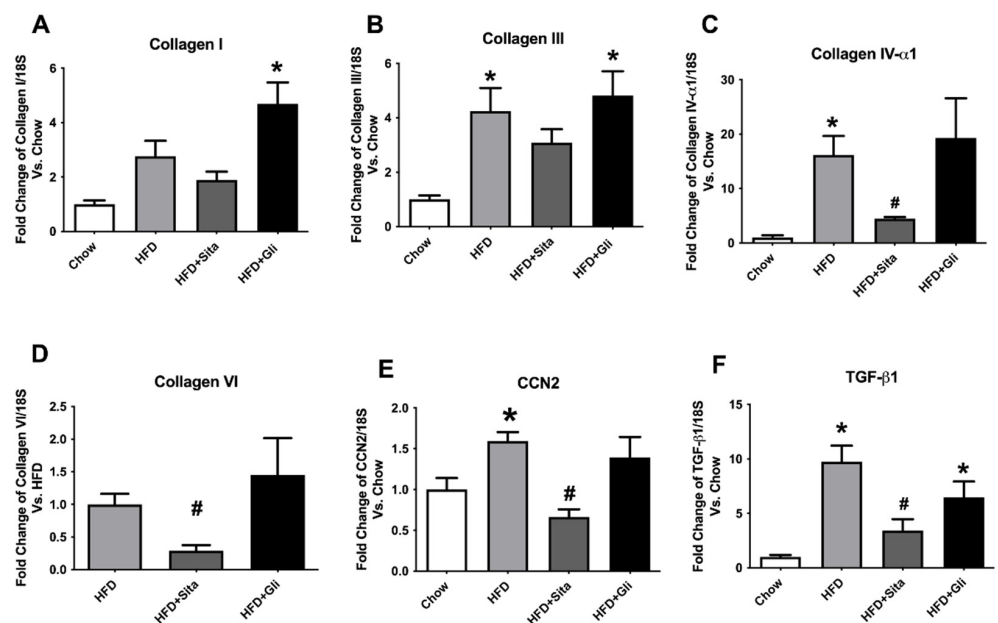 A
Collagen I
Fold Change of Collagen I/18S
Vs. Chow
8
6
4
2
0
*
Chow
HFD
HFD+Sita
HFD+Gli
B
Collagen III
Fold Change of Collagen III/18S
Vs. Chow
6
4
2
0
*
*
Chow
HFD
HFD+Sita
HFD+Gli
C
Collagen IV-α1
Fold Change of Collagen IV-α1/18S
Vs. Chow
30
20
10
0
*
#
Chow
HFD
HFD+Sita
HFD+Gli
D
Collagen VI
Fold Change of Collagen VI/18S
Vs. HFD
2.5
2.0
1.5
1.0
0.5
0.0
#
HFD
HFD+Sita
HFD+Gli
E
CCN2
Fold Change of CCN2/18S
Vs. Chow
2.0
1.5
1.0
0.5
0.0
*
#
Chow
HFD
HFD+Sita
HFD+Gli
F
TGF-β1
Fold Change of TGF-β1/18S
Vs. Chow
15
10
5
0
*
#
*
Chow
HFD
HFD+Sita
HFD+Gli